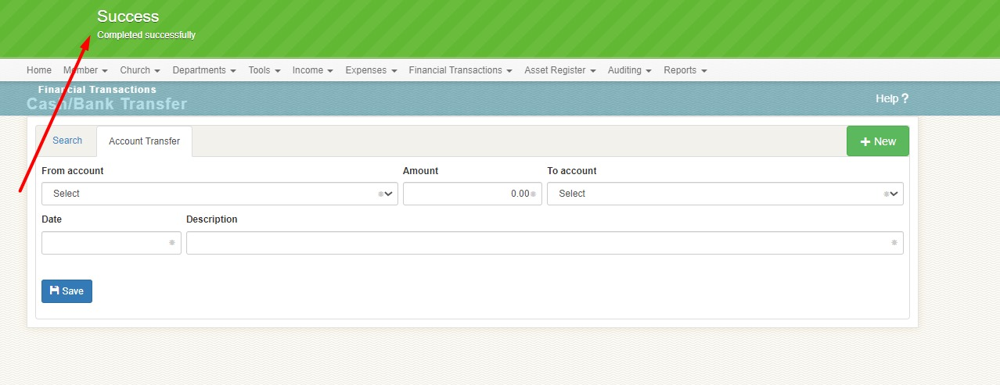 Success
Completed successfully
Home Member Church Departments Tools Income Expenses Financial Transactions Asset Register Auditing Reports
Financial Transactions
Cash/Bank Transfer
Help ?
Search Account Transfer + New
From account Amount To account
Select 0.00 Select
Date Description
Save